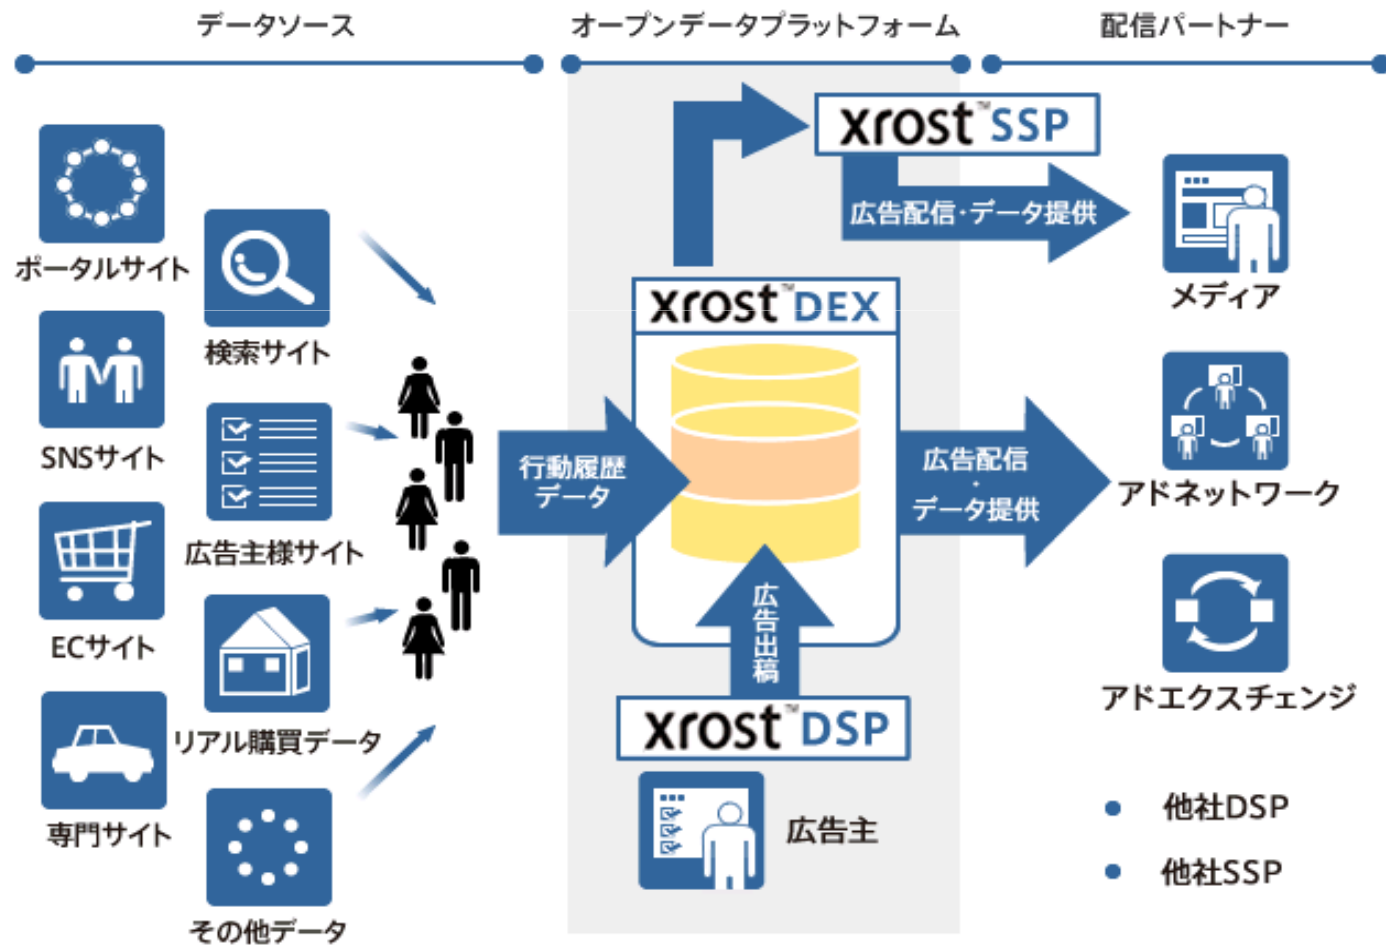 データソース
オープンデータプラットフォーム
配信パートナー
ポータルサイト
検索サイト
SNSサイト
広告主様サイト
ECサイト
リアル購買データ
専門サイト
その他データ
行動履歴
データ
xrost™SSP
広告配信・データ提供
xrost™DEX
広告配信
・
データ提供
広告出稿
xrost™DSP
広告主
メディア
アドネットワーク
アドエクスチェンジ
● 他社DSP
● 他社SSP